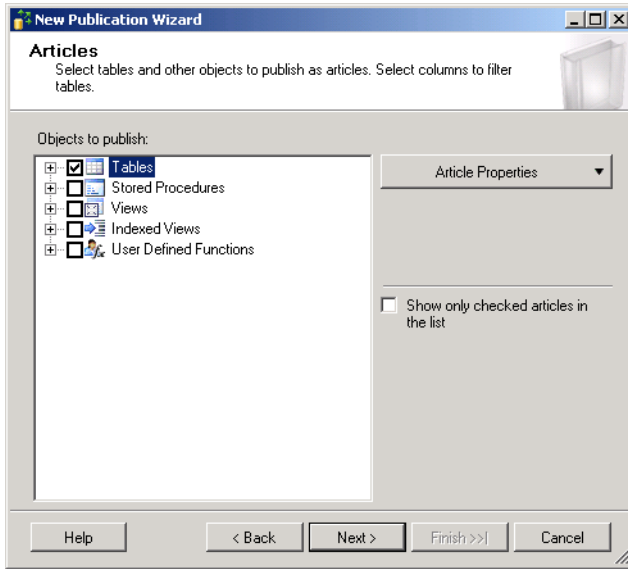 New Publication Wizard
Articles
Select tables and other objects to publish as articles. Select columns to filter
tables.
Objects to publish:
Tables
Stored Procedures
Views
Indexed Views
User Defined Functions
Article Properties
Show only checked articles in
the list
Help
< Back
Next >
Finish >>|
Cancel